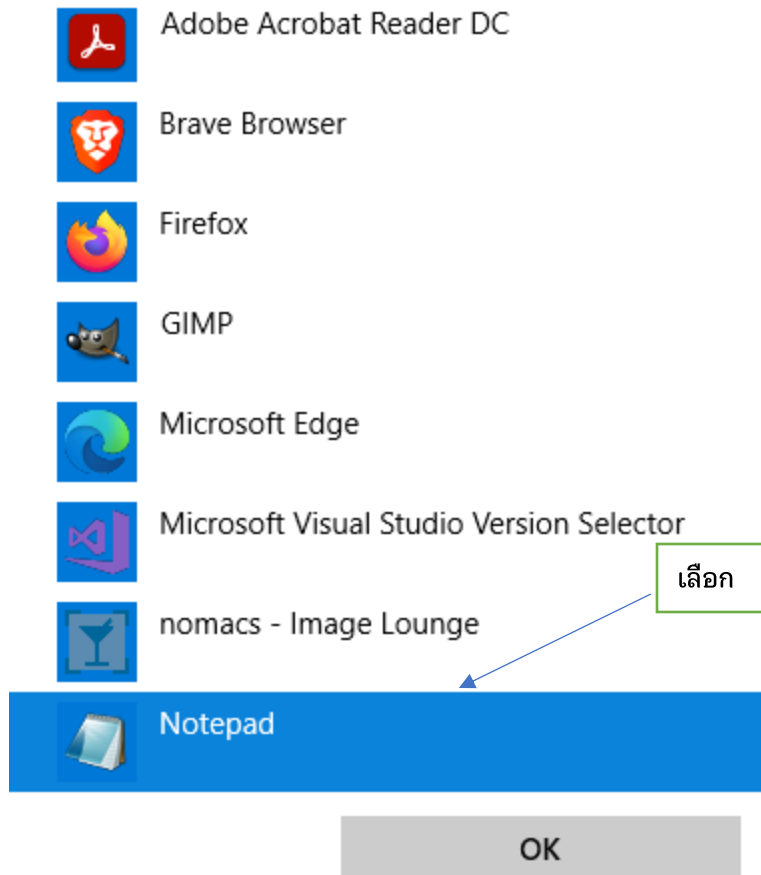 Adobe Acrobat Reader DC
Brave Browser
Firefox
GIMP
Microsoft Edge
Microsoft Visual Studio Version Selector
เลือก
nomacs - Image Lounge
Notepad
OK